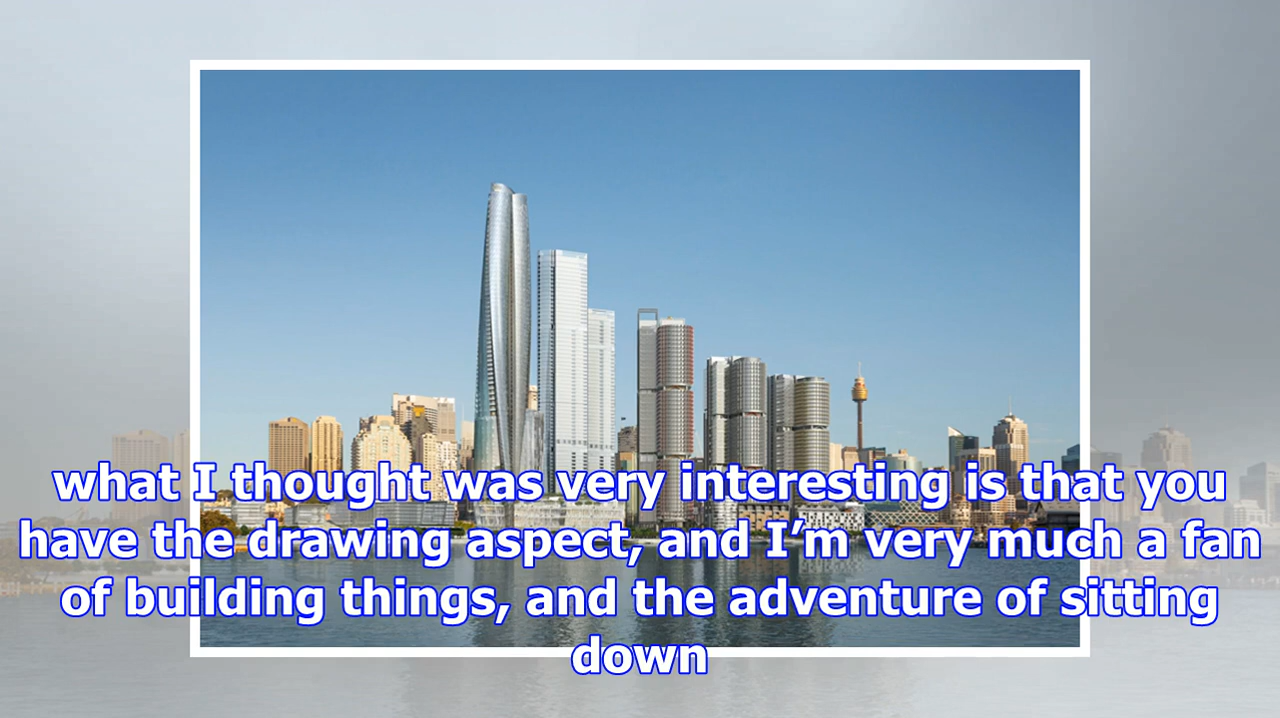 what I thought was very interesting is that you
have the drawing aspect, and I’m very much a fan
of building things, and the adventure of sitting
down